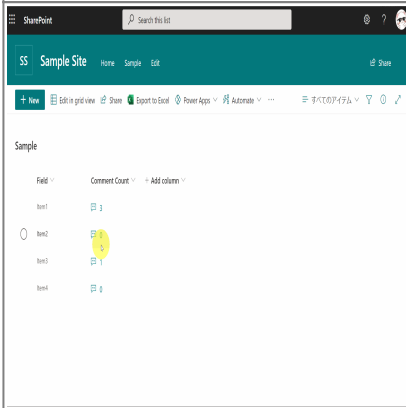 SharePoint
Search this list
?
SS Sample Site Home Sample Edit
Share
+ New Edit in grid view Share Export to Excel Power Apps Automate ··· すべてのアイテム
Sample
Field Comment Count + Add column
Item1 3
Item2 0
Item3 1
Item4 0